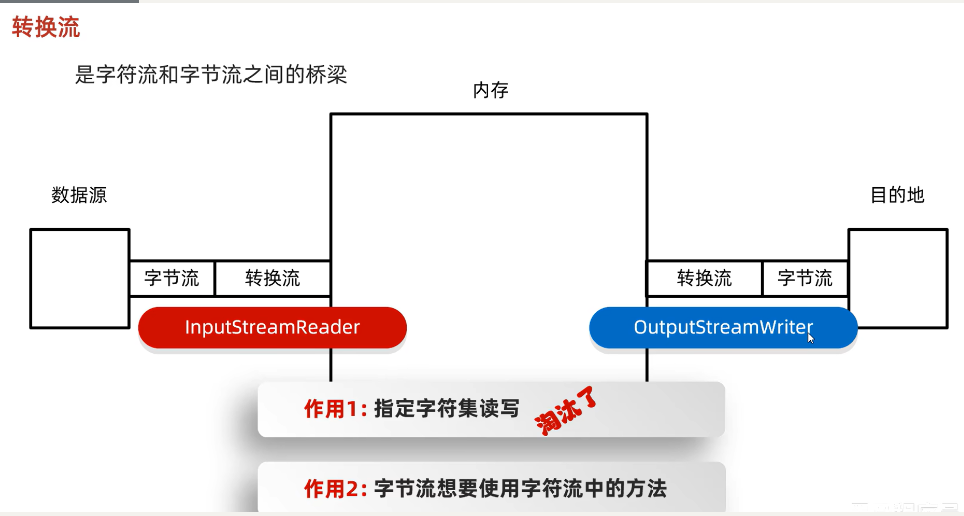 转换流
是字符流和字节流之间的桥梁
内存
数据源
目的地
字节流 转换流
转换流 字节流
InputStreamReader
OutputStreamWriter
作用1: 指定字符集读写 淘汰了
作用2: 字节流想要使用字符流中的方法